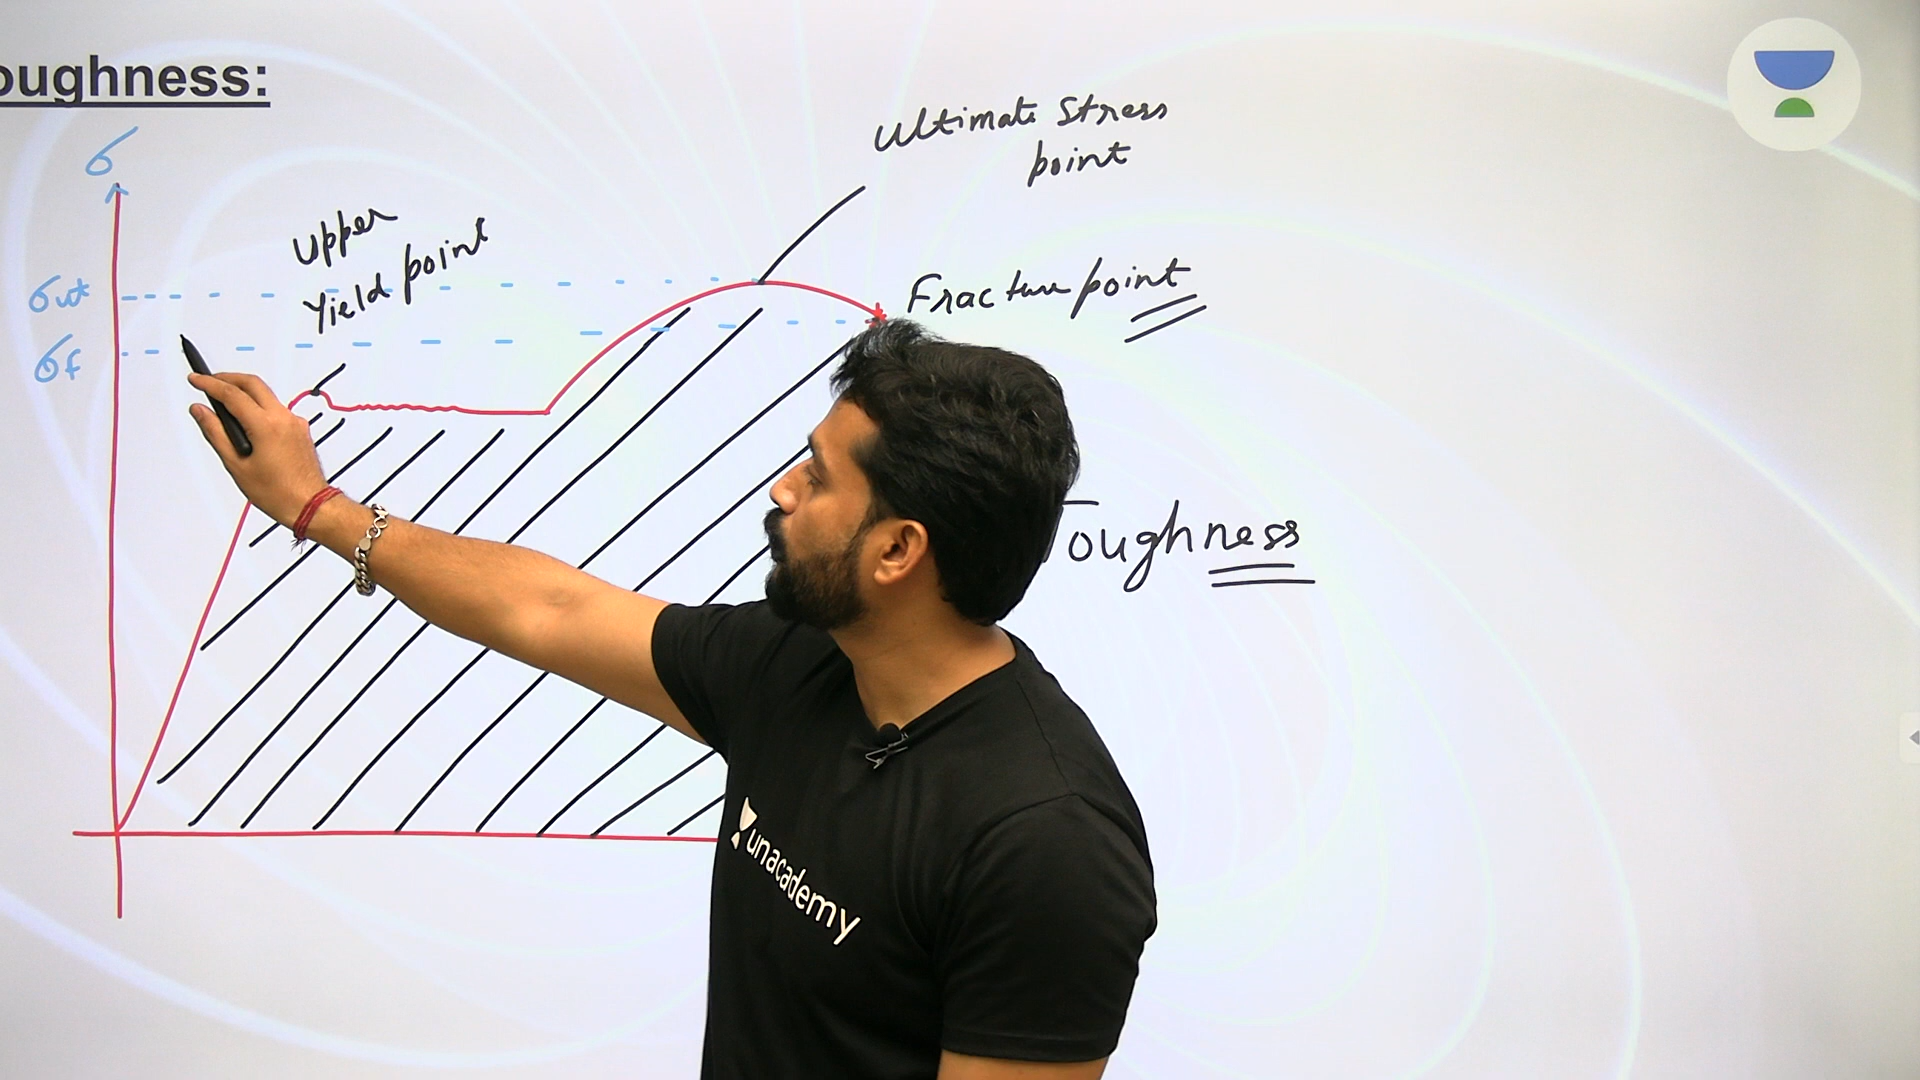 oughness:
σ
Ultimate Stress
point
Upper
Yield point
σut
Fracture point
σf
Toughness
unacademy